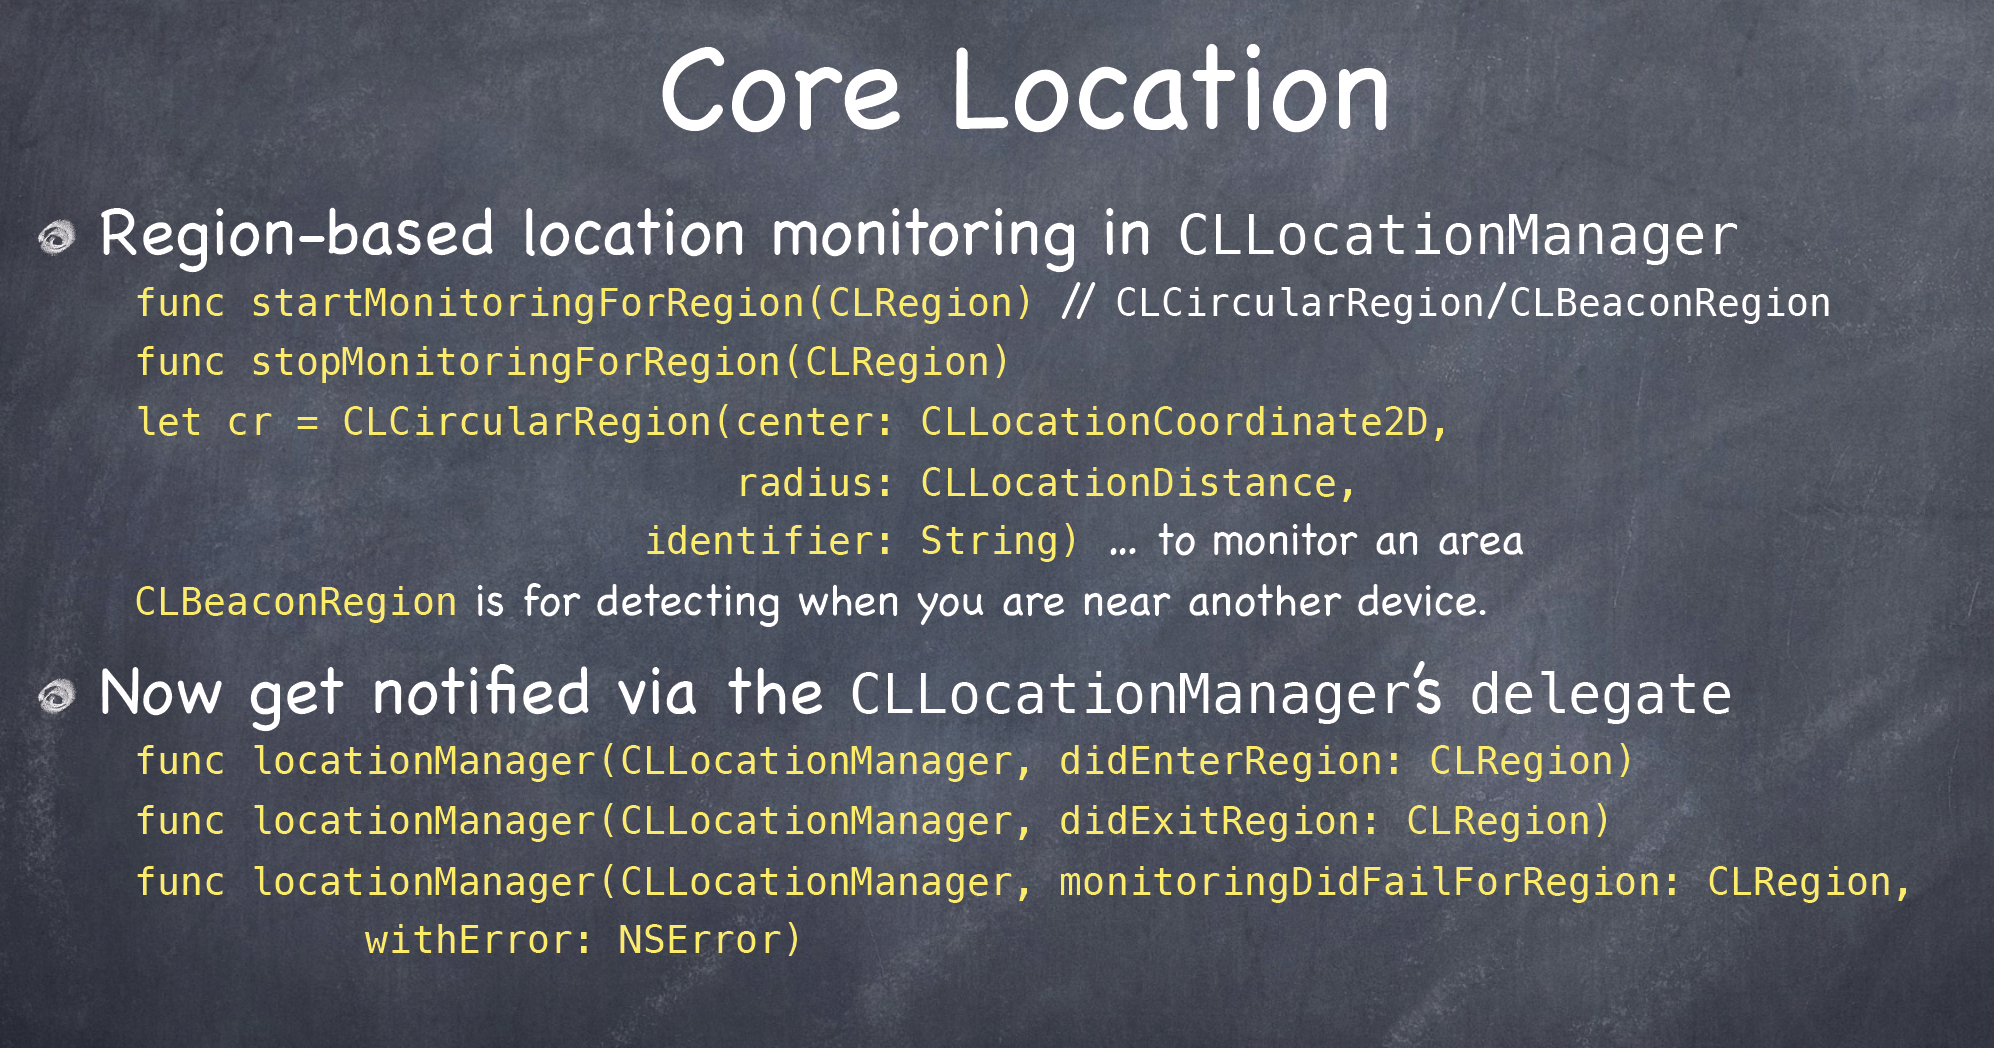 Core Location
Region-based location monitoring in CLLocationManager
func startMonitoringForRegion(CLRegion) // CLCircularRegion/CLBeaconRegion
func stopMonitoringForRegion(CLRegion)
let cr = CLCircularRegion(center: CLLocationCoordinate2D,
radius: CLLocationDistance,
identifier: String) ... to monitor an area
CLBeaconRegion is for detecting when you are near another device.
Now get notified via the CLLocationManager's delegate
func locationManager(CLLocationManager, didEnterRegion: CLRegion)
func locationManager(CLLocationManager, didExitRegion: CLRegion)
func locationManager(CLLocationManager, monitoringDidFailForRegion: CLRegion,
withError: NSError)